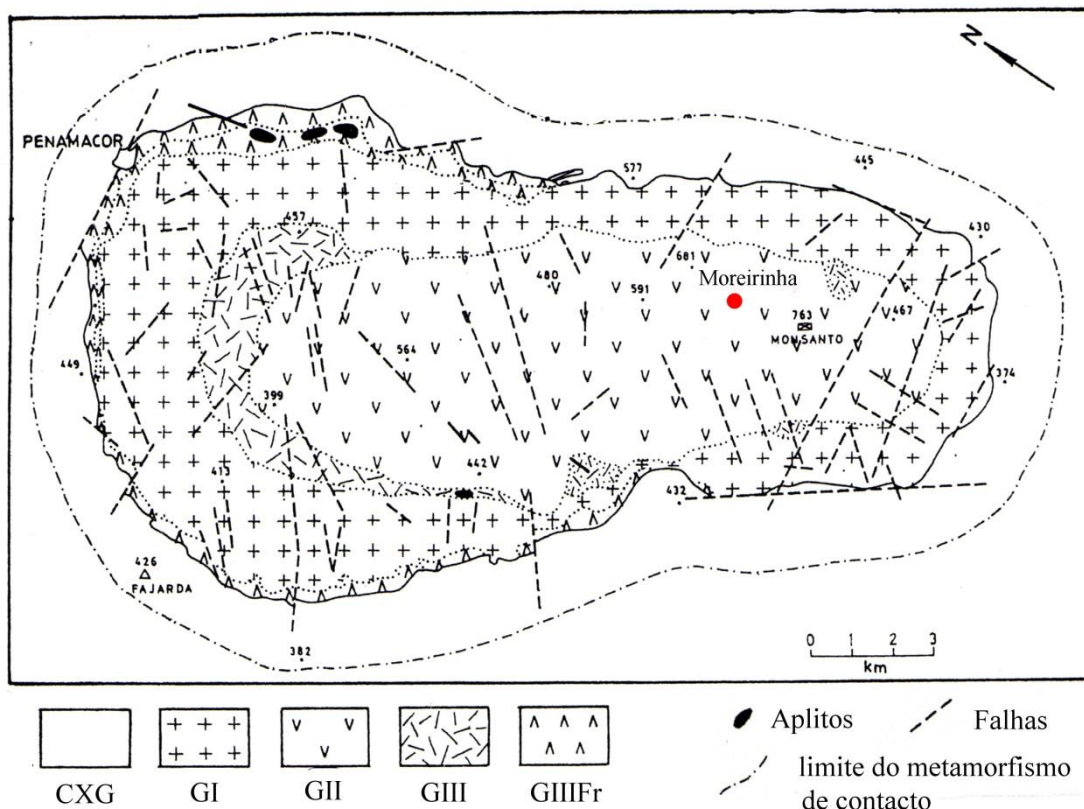 N
PENAMACOR
577
445
457
430
681
480
Moreirinha
591
763
467
MONSANTO
564
449
374
399
442
413
432
426
FAJARDA
382
0 1 2 3
km
CXG
GI
GII
GIII
GIIIFr
Aplitos
Falhas
limite do metamorfismo
de contacto